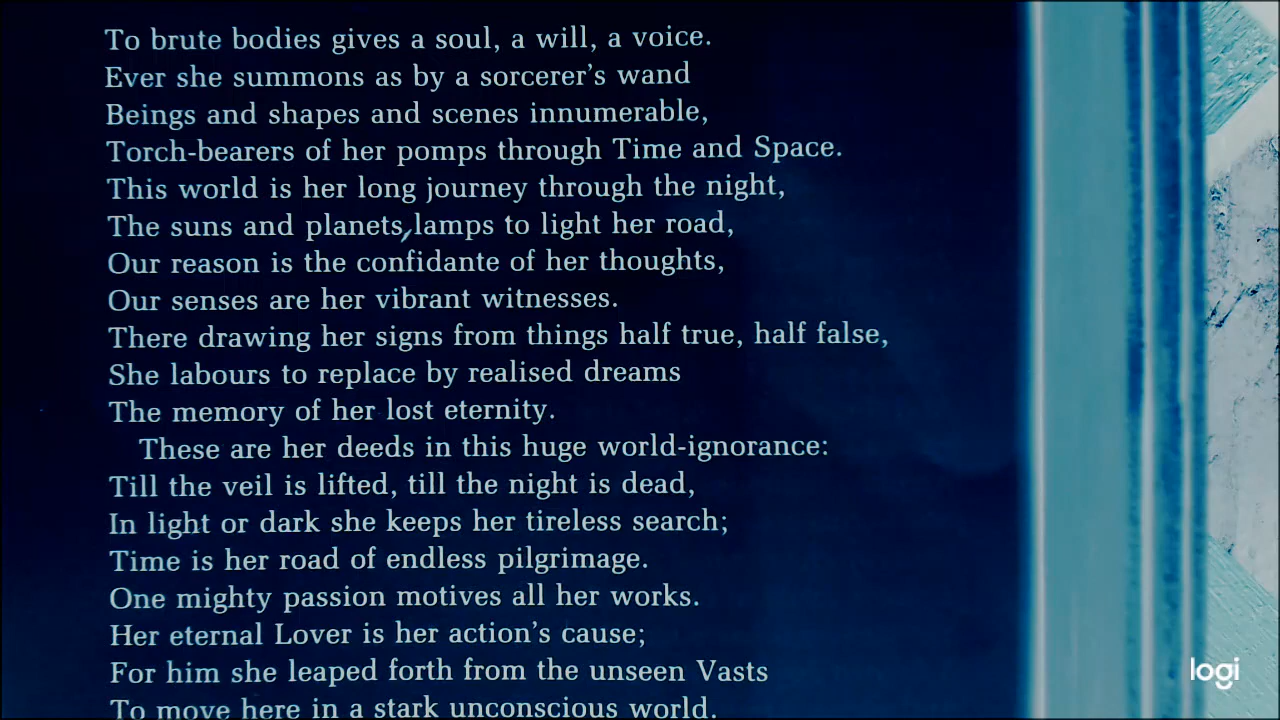 To brute bodies gives a soul, a will, a voice.
Ever she summons as by a sorcerer's wand
Beings and shapes and scenes innumerable,
Torch-bearers of her pomps through Time and Space.
This world is her long journey through the night,
The suns and planets, lamps to light her road,
Our reason is the confidante of her thoughts,
Our senses are her vibrant witnesses.
There drawing her signs from things half true, half false,
She labours to replace by realised dreams
The memory of her lost eternity.
These are her deeds in this huge world-ignorance:
Till the veil is lifted, till the night is dead,
In light or dark she keeps her tireless search;
Time is her road of endless pilgrimage.
One mighty passion motives all her works.
Her eternal Lover is her action's cause;
For him she leaped forth from the unseen Vasts
To move here in a stark unconscious world.
logi